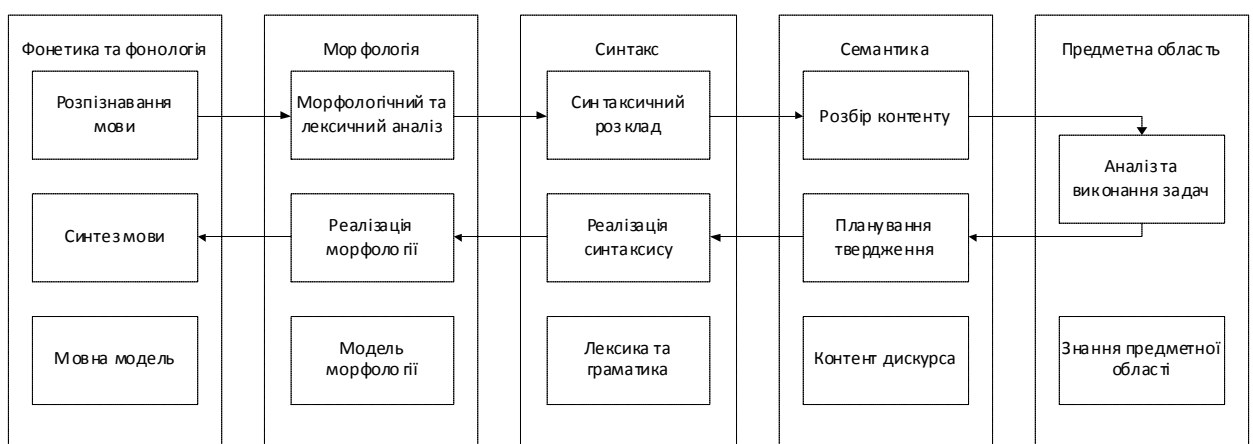 Фонетика та фонологія
Розпізнавання
мови
Синтез мови
Мовна модель
Морфологія
Морфологічний та
лексичний аналіз
Реалізація
морфології
Модель
морфології
Синтакс
Синтаксичний
розклад
Реалізація
синтаксису
Лексика та
граматика
Семантика
Розбір контенту
Планування
твердження
Контент дискурса
Предметна область
Аналіз та
виконання задач
Знання предметної
області